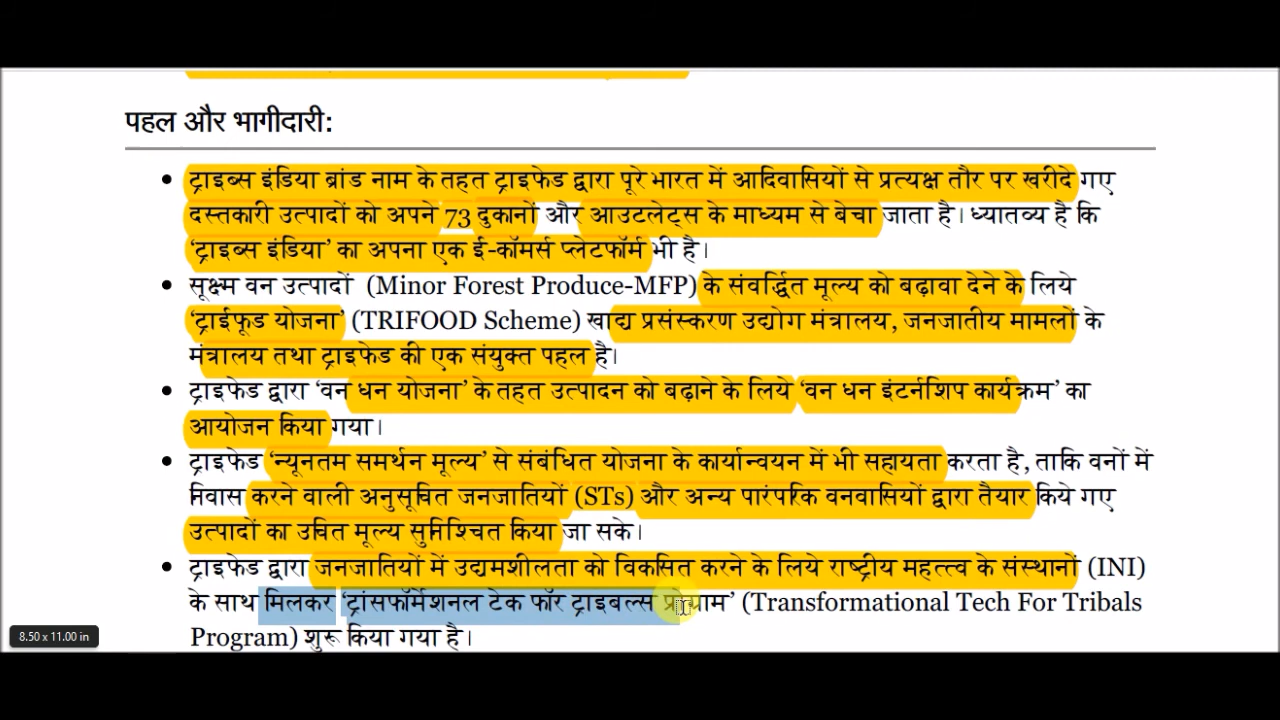 पहल और भागीदारी:
ट्राइब्स इंडिया ब्रांड नाम के तहत ट्राइफेड द्वारा पूरे भारत में आदिवासियों से प्रत्यक्ष तौर पर खरीदे गए
दस्तकारी उत्पादों को अपने 73 दुकानों और आउटलेट्स के माध्यम से बेचा जाता है। ध्यातव्य है कि
‘ट्राइब्स इंडिया’ का अपना एक ई-कॉमर्स प्लेटफॉर्म भी है।
सूक्ष्म वन उत्पादों (Minor Forest Produce-MFP) के संवर्द्धित मूल्य को बढ़ावा देने के लिये
‘ट्राईफूड योजना’ (TRIFOOD Scheme) खाद्य प्रसंस्करण उद्योग मंत्रालय, जनजातीय मामलों के
मंत्रालय तथा ट्राइफेड की एक संयुक्त पहल है।
ट्राइफेड द्वारा ‘वन धन योजना’ के तहत उत्पादन को बढ़ाने के लिये ‘वन धन इंटर्नशिप कार्यक्रम’ का
आयोजन किया गया।
ट्राइफेड ‘न्यूनतम समर्थन मूल्य’ से संबंधित योजना के कार्यान्वयन में भी सहायता करता है, ताकि वनों में
निवास करने वाली अनुसूचित जनजातियों (STs) और अन्य पारंपरिक वनवासियों द्वारा तैयार किये गए
उत्पादों का उचित मूल्य सुनिश्चित किया जा सके।
ट्राइफेड द्वारा जनजातियों में उद्यमशीलता को विकसित करने के लिये राष्ट्रीय महत्त्व के संस्थानों (INI)
के साथ मिलकर ‘ट्रांसफॉर्मेशनल टेक फॉर ट्राइबल्स प्रोग्राम’ (Transformational Tech For Tribals
8.50 x 11.00 in
Program) शुरू किया गया है।